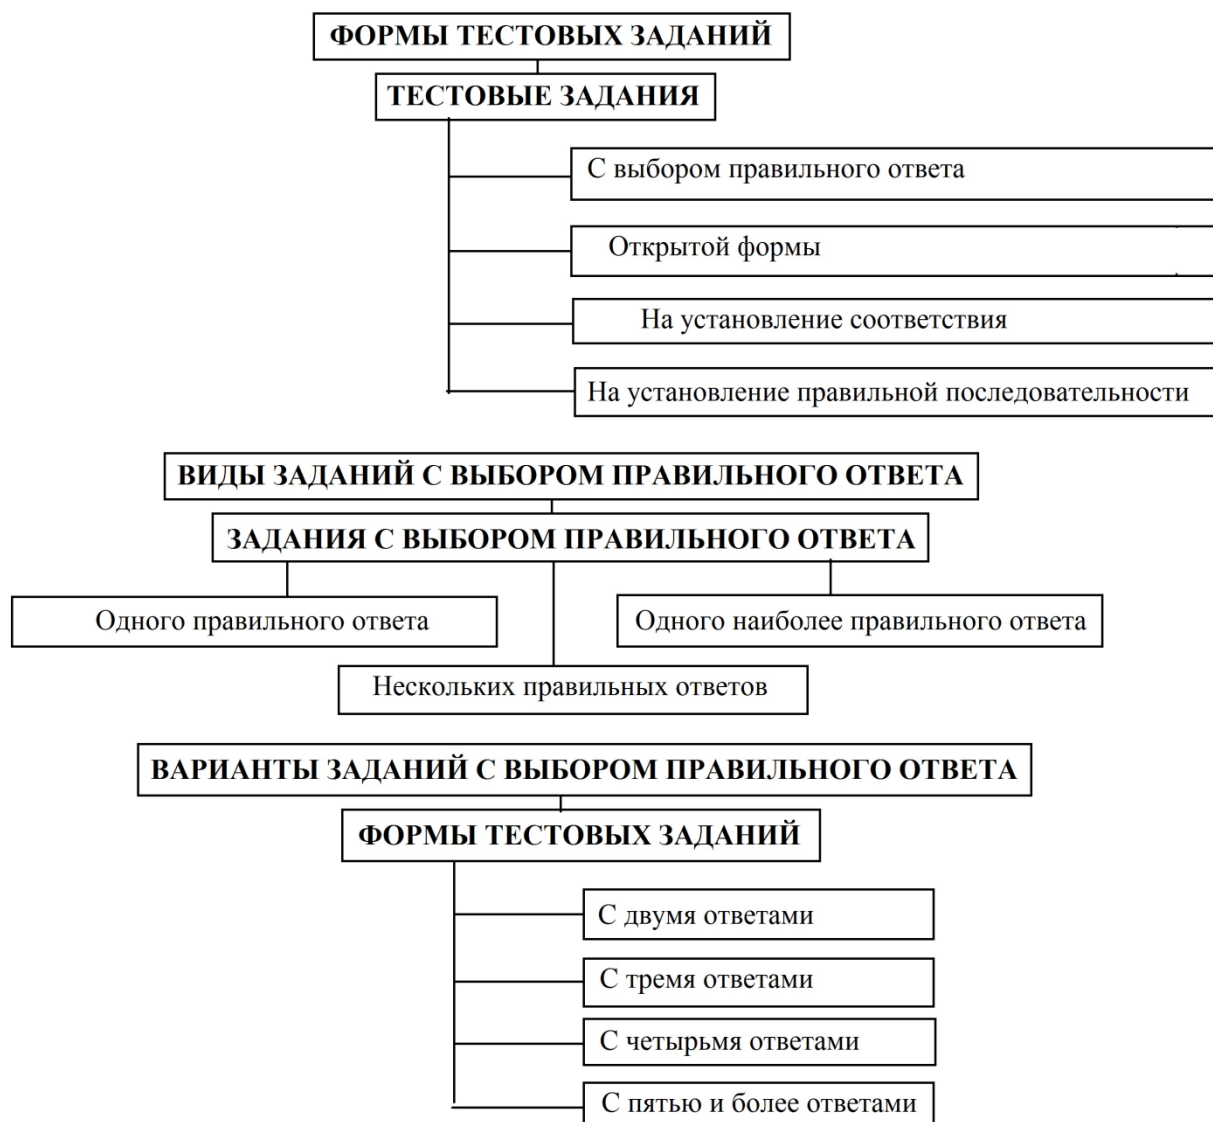 ФОРМЫ ТЕСТОВЫХ ЗАДАНИЙ
ТЕСТОВЫЕ ЗАДАНИЯ
С выбором правильного ответа
Открытой формы
На установление соответствия
На установление правильной последовательности
ВИДЫ ЗАДАНИЙ С ВЫБОРОМ ПРАВИЛЬНОГО ОТВЕТА
ЗАДАНИЯ С ВЫБОРОМ ПРАВИЛЬНОГО ОТВЕТА
Одного правильного ответа
Одного наиболее правильного ответа
Нескольких правильных ответов
ВАРИАНТЫ ЗАДАНИЙ С ВЫБОРОМ ПРАВИЛЬНОГО ОТВЕТА
ФОРМЫ ТЕСТОВЫХ ЗАДАНИЙ
С двумя ответами
С тремя ответами
С четырьмя ответами
С пятью и более ответами